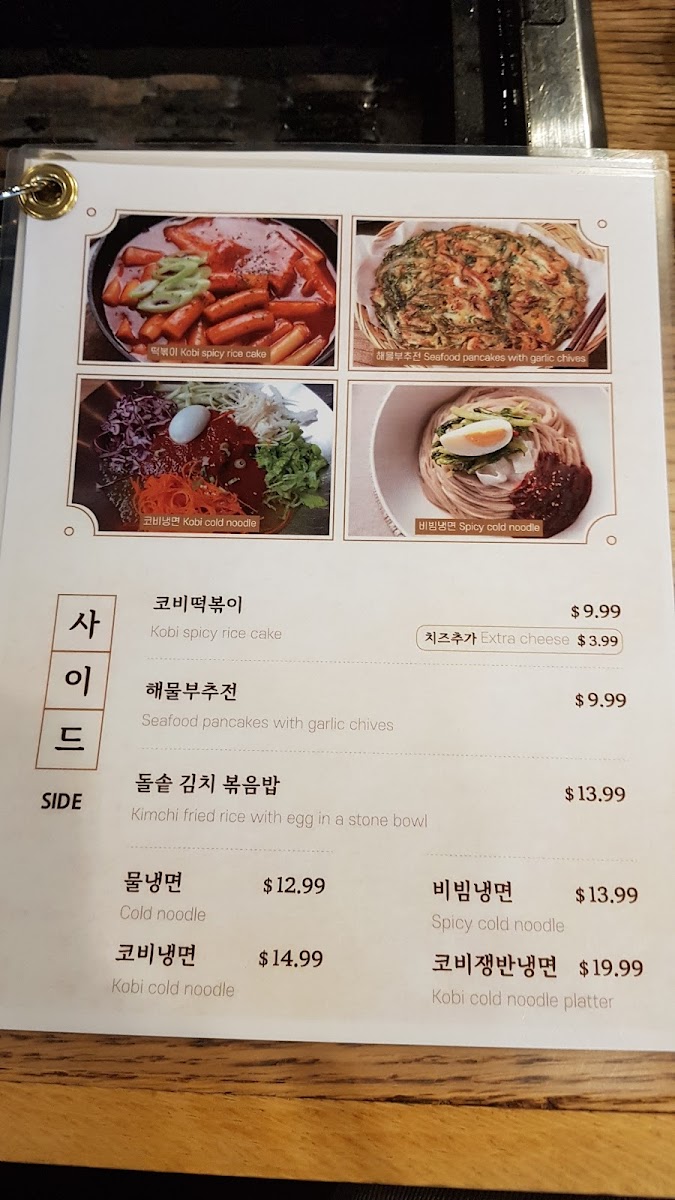 떡볶이 Kobi spicy rice cake
해물부추전 Seafood pancakes with garlic chives
코비냉면 Kobi cold noodle
비빔냉면 Spicy cold noodle
사
이
드
SIDE
코비떡볶이 $9.99
Kobi spicy rice cake
치즈추가 Extra cheese $3.99
해물부추전 $9.99
Seafood pancakes with garlic chives
돌솥 김치 볶음밥 $13.99
Kimchi fried rice with egg in a stone bowl
물냉면 $12.99
Cold noodle
비빔냉면 $13.99
Spicy cold noodle
코비냉면 $14.99
Kobi cold noodle
코비쟁반냉면 $19.99
Kobi cold noodle platter